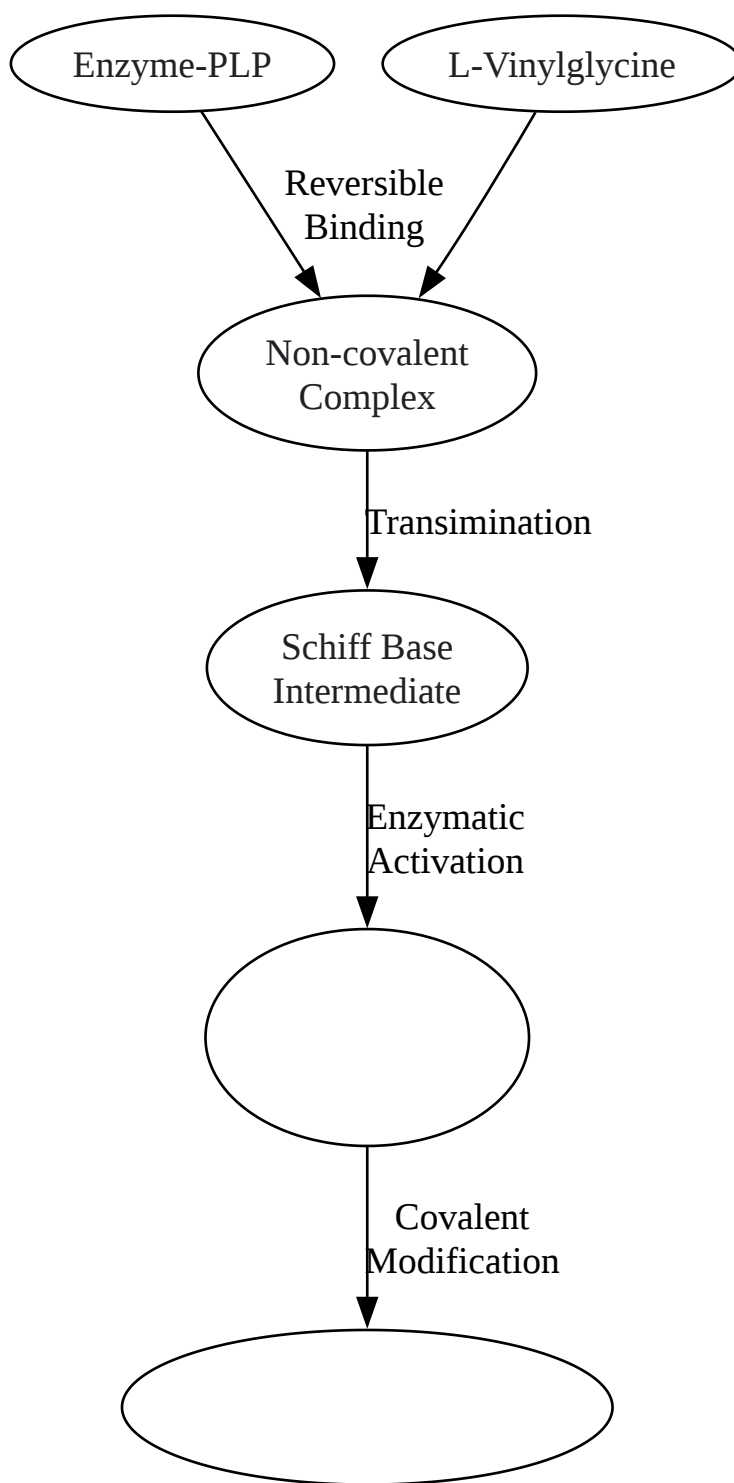 Enzyme-PLP
L-Vinylglycine
Reversible
Binding
Non-covalent
Complex
Transimination
Schiff Base
Intermediate
Enzymatic
Activation
Covalent
Modification